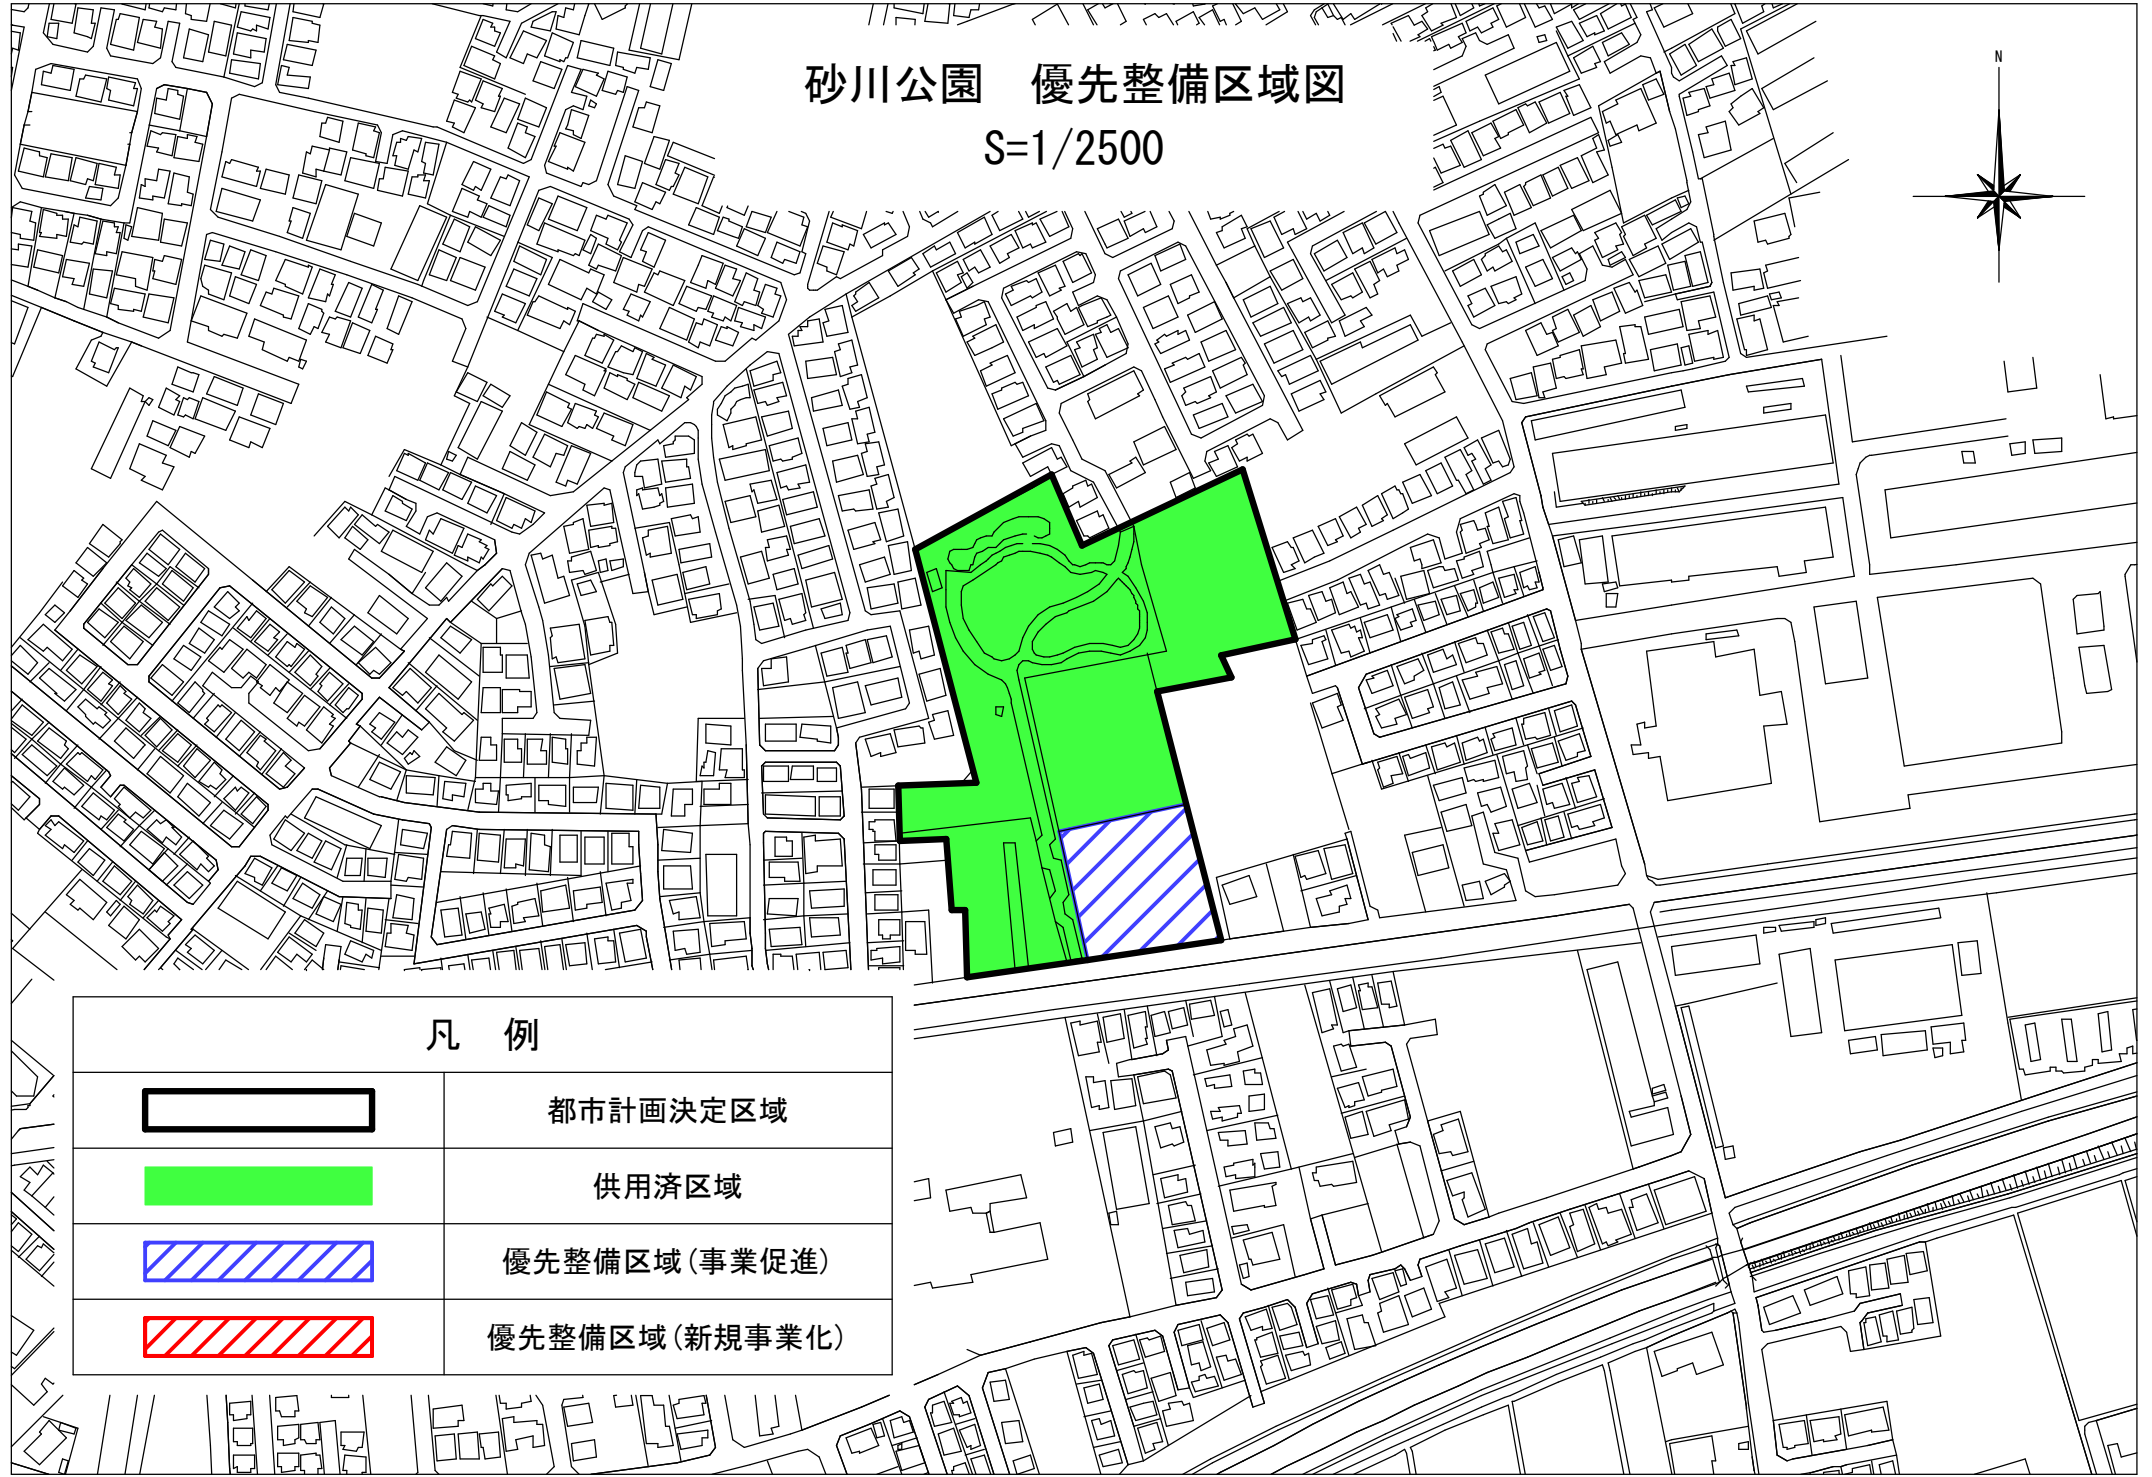 砂川公園　優先整備区域図
S=1/2500
N
凡　例
都市計画決定区域
供用済区域
優先整備区域(事業促進)
優先整備区域(新規事業化)